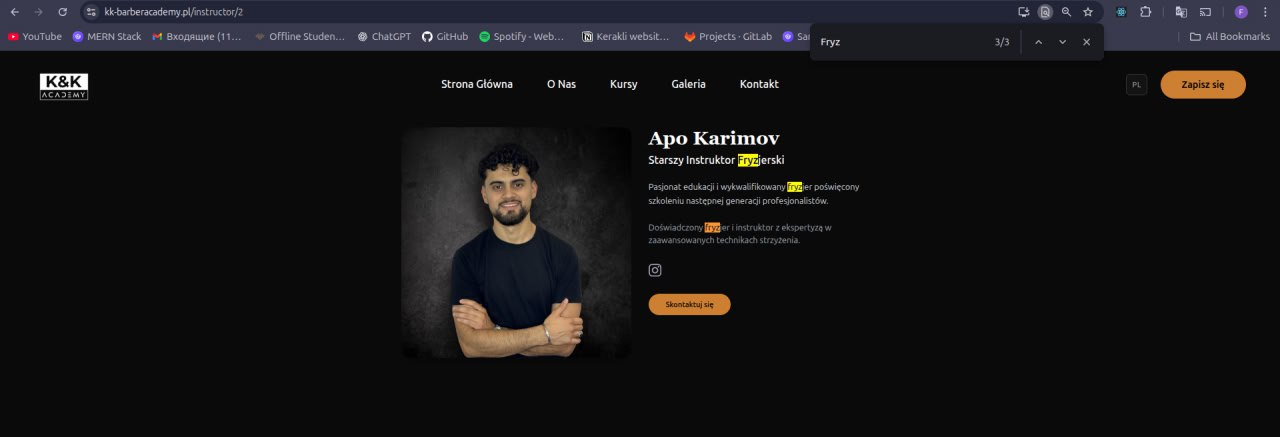 kk-barberacademy.pl/instructor/2
F
YouTube
MERN Stack
Входящие (11…
Offline Studen…
ChatGPT
GitHub
Spotify - Web…
Kerakli websit…
Projects · GitLab
San
All Bookmarks
Fryz
3/3
K&K
ACADEMY
Strona Główna
O Nas
Kursy
Galeria
Kontakt
PL
Zapisz się
Apo Karimov
Starszy Instruktor Fryzjerski
Pasjonat edukacji i wykwalifikowany fryzjer poświęcony
szkoleniu następnej generacji profesjonalistów.
Doświadczony fryzjer i instruktor z ekspertyzą w
zaawansowanych technikach strzyżenia.
Skontaktuj się